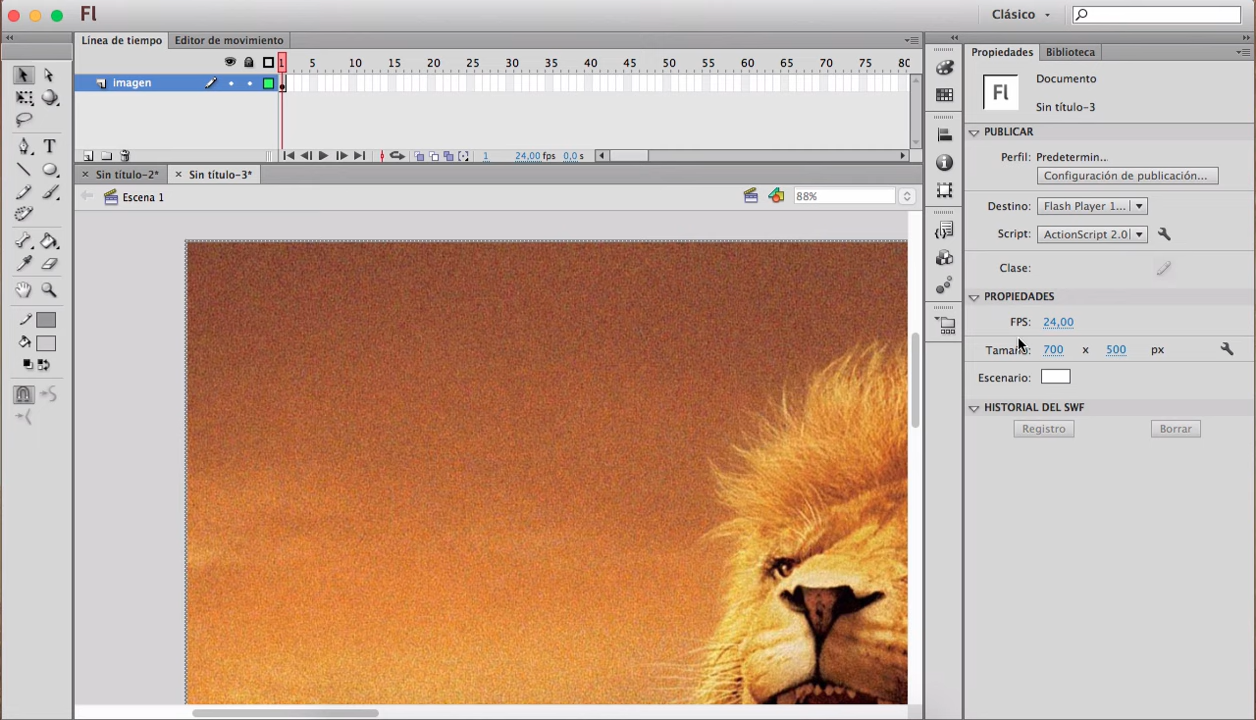 Fl
Clásico
Línea de tiempo
Editor de movimiento
1 5 10 15 20 25 30 35 40 45 50 55 60 65 70 75 80
imagen
1 24,00 fps 0,0 s
Sin título-2*
Sin título-3*
Escena 1
88%
Propiedades
Biblioteca
Fl
Documento
Sin título-3
PUBLICAR
Perfil: Predetermin...
Configuración de publicación...
Destino: Flash Player 1...
Script: ActionScript 2.0
Clase:
PROPIEDADES
FPS: 24,00
Tamaño: 700 x 500 px
Escenario:
HISTORIAL DEL SWF
Registro
Borrar